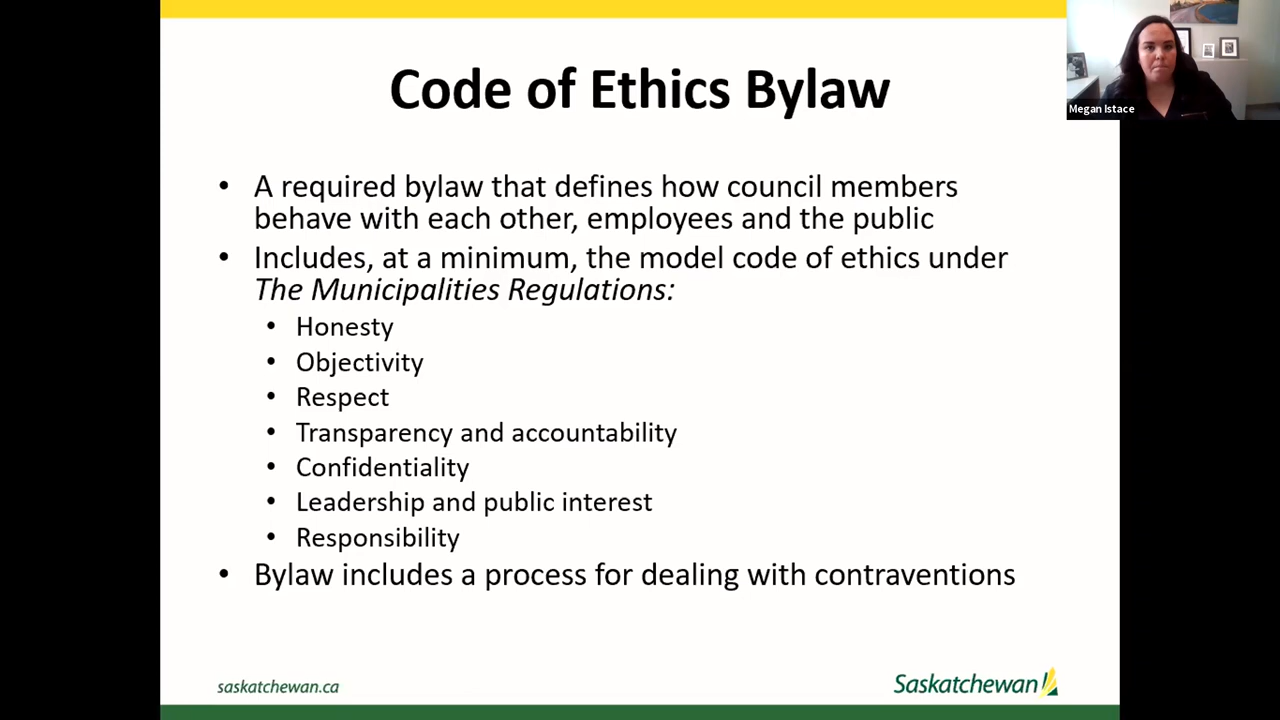 Code of Ethics Bylaw
Megan Istace
• A required bylaw that defines how council members
behave with each other, employees and the public
• Includes, at a minimum, the model code of ethics under
The Municipalities Regulations:
• Honesty
• Objectivity
• Respect
• Transparency and accountability
• Confidentiality
• Leadership and public interest
• Responsibility
• Bylaw includes a process for dealing with contraventions
saskatchewan.ca
Saskatchewan